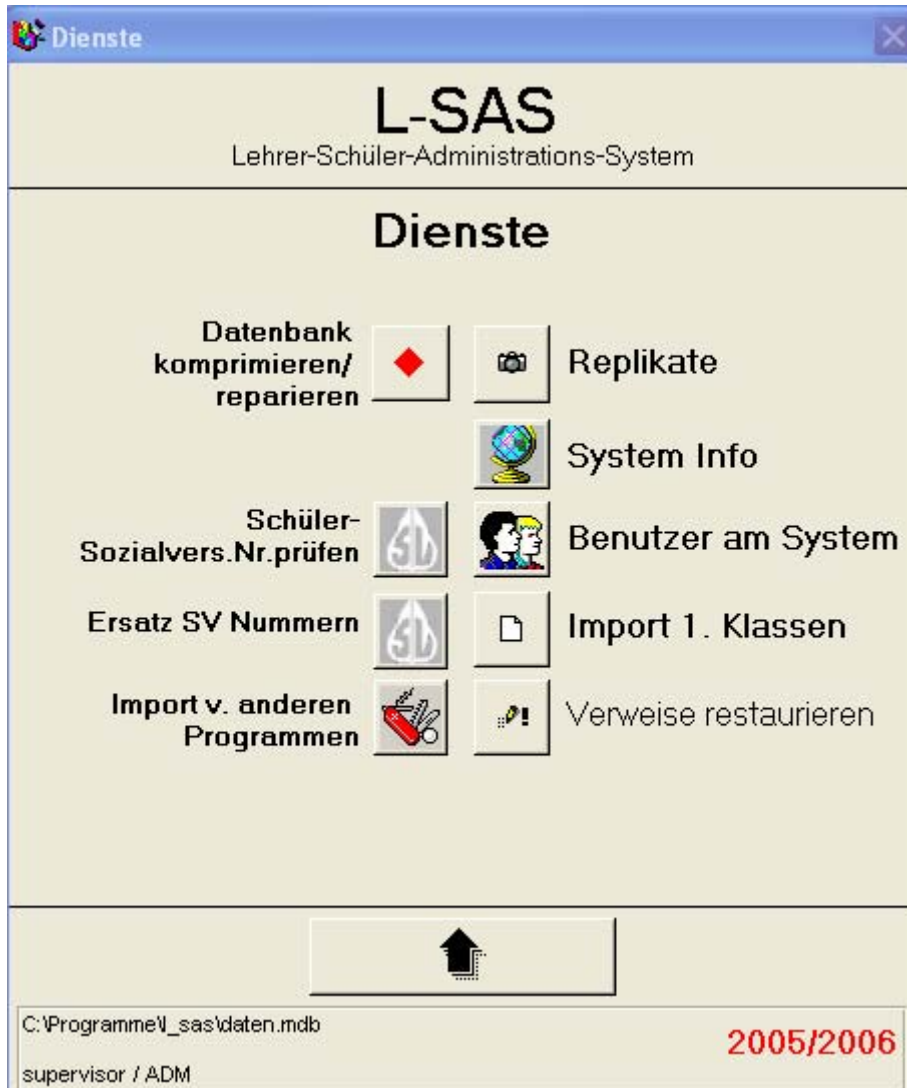 Dienste
L-SAS
Lehrer-Schüler-Administrations-System
Dienste
Datenbank
komprimieren/
reparieren
Replikate
System Info
Schüler-
Sozialvers.Nr.prüfen
Benutzer am System
Ersatz SV Nummern
Import 1. Klassen
Import v. anderen
Programmen
Verweise restaurieren
C:\Programme\l_sas\daten.mdb
2005/2006
supervisor / ADM